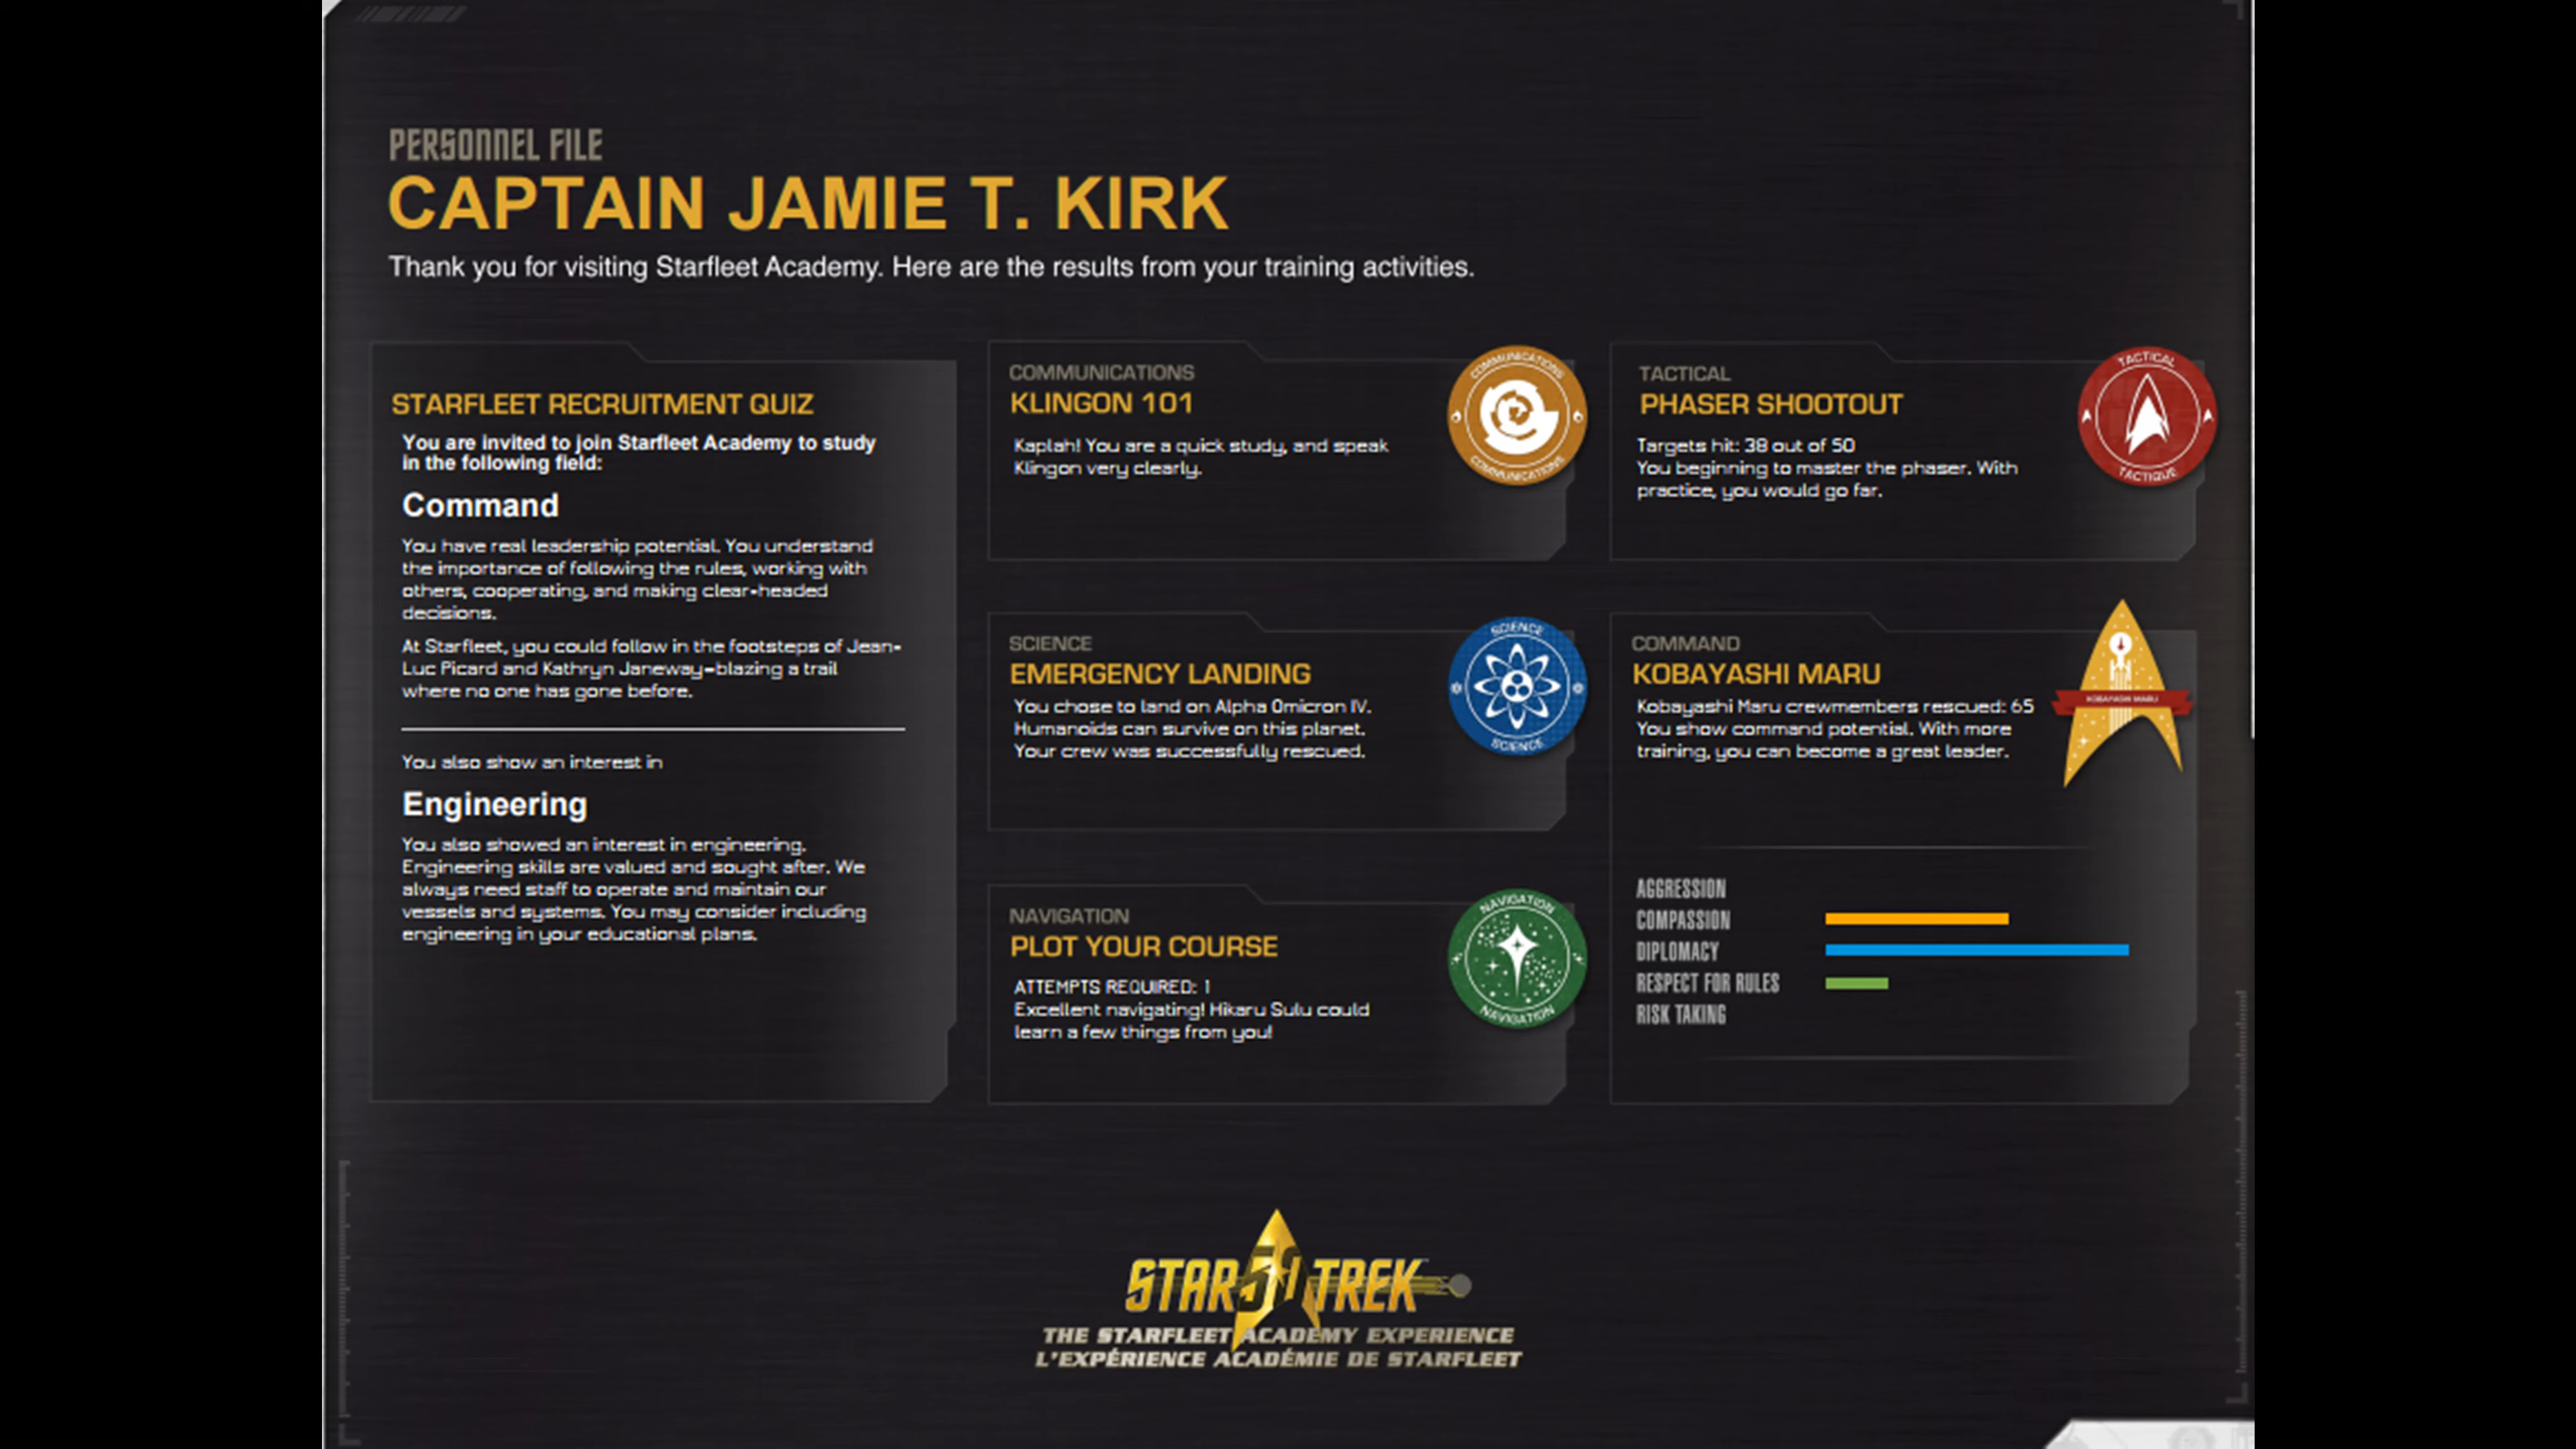 PERSONNEL FILE
CAPTAIN JAMIE T. KIRK
Thank you for visiting Starfleet Academy. Here are the results from your training activities.
STARFLEET RECRUITMENT QUIZ
You are invited to join Starfleet Academy to study
in the following field:
Command
You have real leadership potential. You understand
the importance of following the rules, working with
others, cooperating, and making clear-headed
decisions.
At Starfleet, you could follow in the footsteps of Jean-
Luc Picard and Kathryn Janeway-blazing a trail
where no one has gone before.
You also show an interest in
Engineering
You also showed an interest in engineering.
Engineering skills are valued and sought after. We
always need staff to operate and maintain our
vessels and systems. You may consider including
engineering in your educational plans.
COMMUNICATIONS
KLINGON 101
Kaplah! You are a quick study, and speak
Klingon very clearly.
COMMUNICATIONS
COMMUNICATIONS
SCIENCE
EMERGENCY LANDING
You chose to land on Alpha Omicron IV.
Humanoids can survive on this planet.
Your crew was successfully rescued.
SCIENCE
SCIENCE
NAVIGATION
PLOT YOUR COURSE
ATTEMPTS REQUIRED: 1
Excellent navigating! Hikaru Sulu could
learn a few things from you!
NAVIGATION
NAVIGATION
TACTICAL
PHASER SHOOTOUT
Targets hit: 38 out of 50
You beginning to master the phaser. With
practice, you would go far.
TACTICAL
TACTIQUE
COMMAND
KOBAYASHI MARU
Kobayashi Maru crewmembers rescued: 65
You show command potential. With more
training, you can become a great leader.
KOBAYASHI MARU
AGGRESSION
COMPASSION
DIPLOMACY
RESPECT FOR RULES
RISK TAKING
STAR 50 TREK
THE STARFLEET ACADEMY EXPERIENCE
L'EXPÉRIENCE ACADÉMIE DE STARFLEET